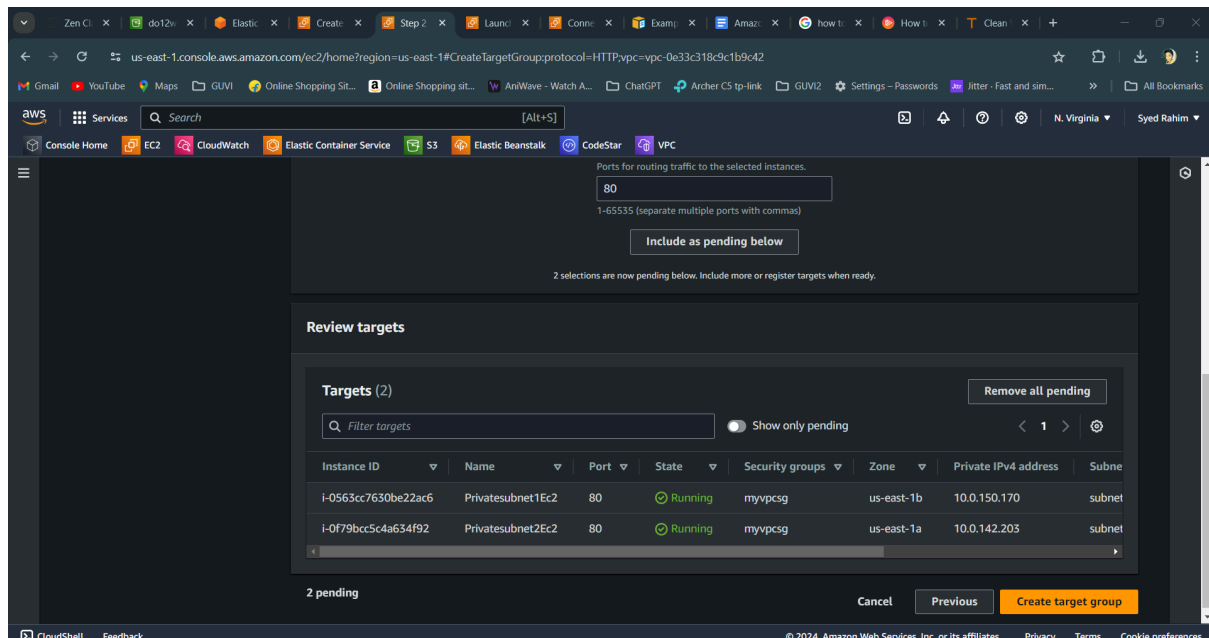 Zen Cl do12w Elastic Create Step 2 Launc Conne Examp Amaz how to How t Clean
us-east-1.console.aws.amazon.com/ec2/home?region=us-east-1#CreateTargetGroup:protocol=HTTP;vpc=vpc-0e33c318c9c1b9c42
Gmail YouTube Maps GUVI Online Shopping Sit... Online Shopping sit... AniWave - Watch A... ChatGPT Archer C5 tp-link GUVI2 Settings – Passwords Jitter - Fast and sim... » All Bookmarks
aws Services Search [Alt+S] N. Virginia Syed Rahim
Console Home EC2 CloudWatch Elastic Container Service S3 Elastic Beanstalk CodeStar VPC
Ports for routing traffic to the selected instances.
80
1-65535 (separate multiple ports with commas)
Include as pending below
2 selections are now pending below. Include more or register targets when ready.
Review targets
Targets (2) Remove all pending
Filter targets Show only pending 1
Instance ID Name Port State Security groups Zone Private IPv4 address Subne
i-0563cc7630be22ac6 Privatesubnet1Ec2 80 Running myvpcsg us-east-1b 10.0.150.170 subnet
i-0f79bcc5c4a634f92 Privatesubnet2Ec2 80 Running myvpcsg us-east-1a 10.0.142.203 subnet
2 pending
Cancel Previous Create target group
CloudShell Feedback © 2024, Amazon Web Services, Inc. or its affiliates. Privacy Terms Cookie preferences